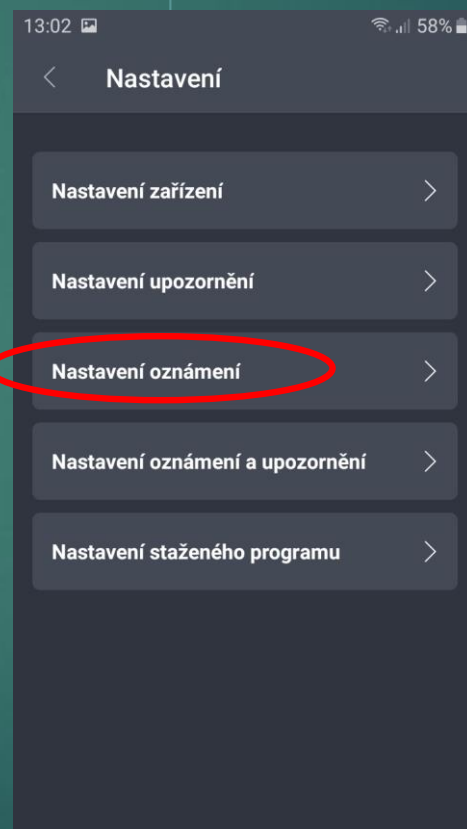 13:02 58%
Nastavení
Nastavení zařízení
Nastavení upozornění
Nastavení oznámení
Nastavení oznámení a upozornění
Nastavení staženého programu